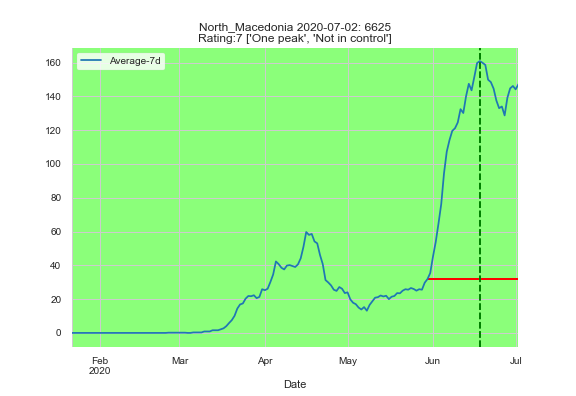 North_Macedonia 2020-07-02: 6625
Rating:7 ['One peak', 'Not in control']
Average-7d
160
140
120
100
80
60
40
20
0
Feb Mar Apr May Jun Jul
2020
Date